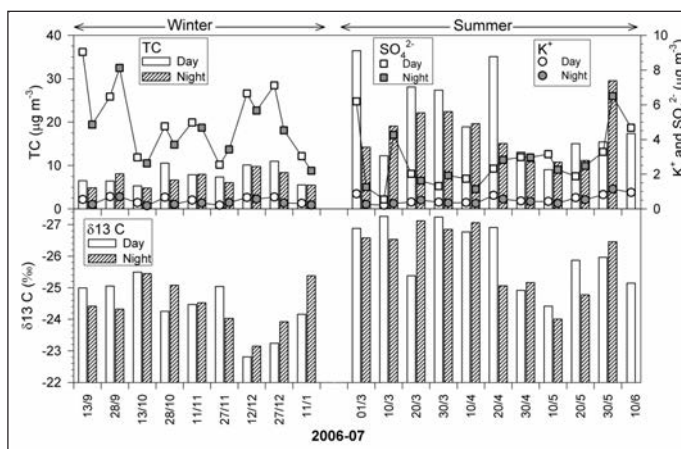 Winter
Summer
TC
Day
Night
SO₄²⁻
Day
Night
K⁺
Day
Night
TC (μg m⁻³)
40
30
20
10
0
K⁺ and SO₄²⁻ (μg m⁻³)
10
8
6
4
2
0
δ13 C
Day
Night
δ13 C (‰)
-27
-26
-25
-24
-23
-22
13/9 28/9 13/10 28/10 11/11 27/11 12/12 27/12 11/1 01/3 10/3 20/3 30/3 10/4 20/4 30/4 10/5 20/5 30/5 10/6
2006-07